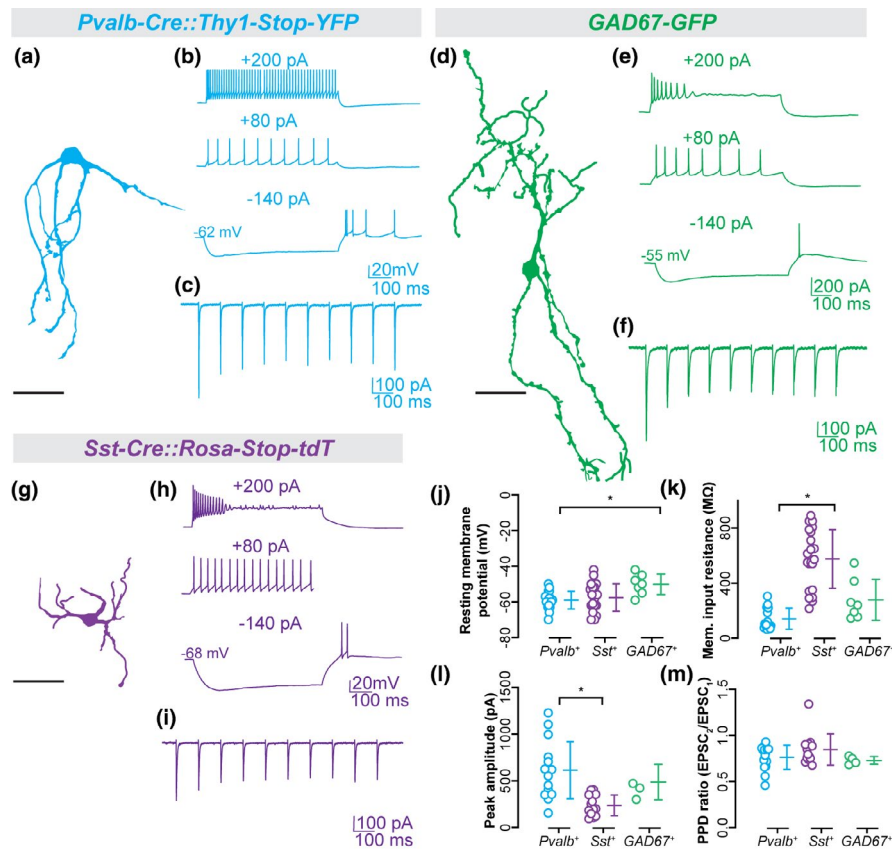 Pvalb-Cre::Thy1-Stop-YFP
GAD67-GFP
(a)
(b)
+200 pA
+80 pA
-140 pA
-62 mV
20mV
100 ms
(c)
100 pA
100 ms
(d)
(e)
+200 pA
+80 pA
-140 pA
-55 mV
200 pA
100 ms
(f)
100 pA
100 ms
Sst-Cre::Rosa-Stop-tdT
(g)
(h)
+200 pA
+80 pA
-140 pA
-68 mV
20mV
100 ms
(i)
100 pA
100 ms
(j)
Resting membrane
potential (mV)
0
-20
-40
-60
-80
*
Pvalb+ Sst+ GAD67+
(k)
Mem. input resitance (MΩ)
800
400
0
*
Pvalb+ Sst+ GAD67+
(l)
Peak amplitude (pA)
1500
1000
500
0
*
Pvalb+ Sst+ GAD67+
(m)
PPD ratio (EPSC2/EPSC1)
1.5
1.0
0.5
0.0
Pvalb+ Sst+ GAD67+